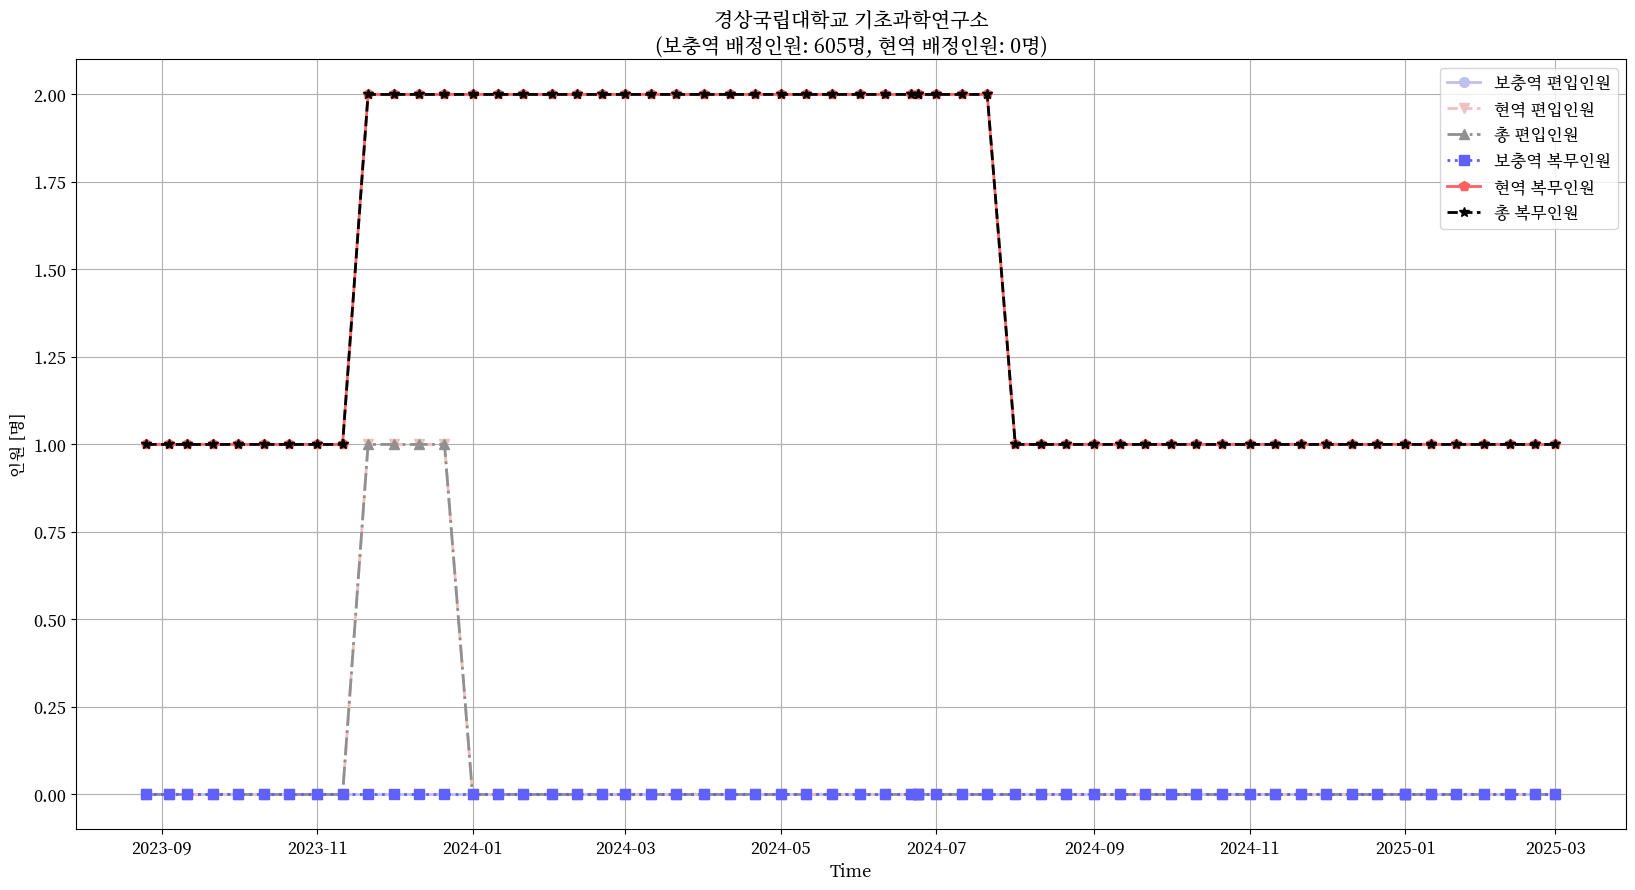 경상국립대학교 기초과학연구소
(보충역 배정인원: 605명, 현역 배정인원: 0명)
보충역 편입인원
현역 편입인원
총 편입인원
보충역 복무인원
현역 복무인원
총 복무인원
2.00
1.75
1.50
1.25
1.00
0.75
0.50
0.25
0.00
인원 [명]
2023-09 2023-11 2024-01 2024-03 2024-05 2024-07 2024-09 2024-11 2025-01 2025-03
Time